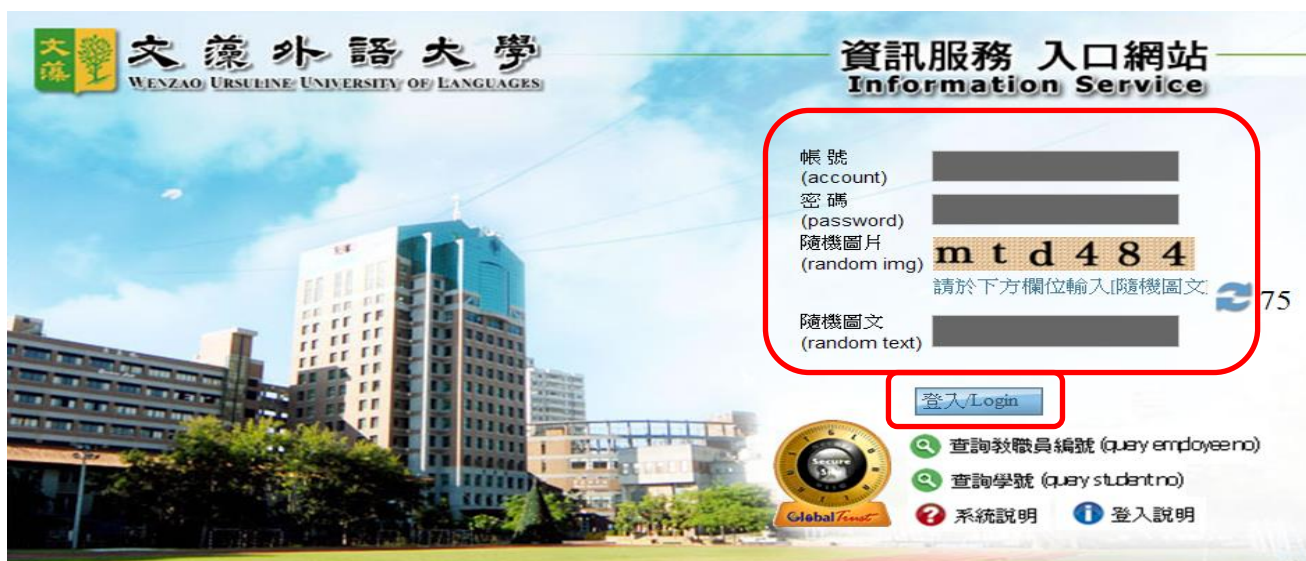 文藻
文藻外語大學
WENZAO URSULINE UNIVERSITY OF LANGUAGES
資訊服務 入口網站
Information Service
帳號
(account)
密碼
(password)
隨機圖片
(random img)
mtd484
請於下方欄位輸入[隨機圖文
75
隨機圖文
(random text)
登入/Login
Secure
Site
GlobalTrust
查詢教職員編號 (query employee no)
查詢學號 (query student no)
系統說明
登入說明